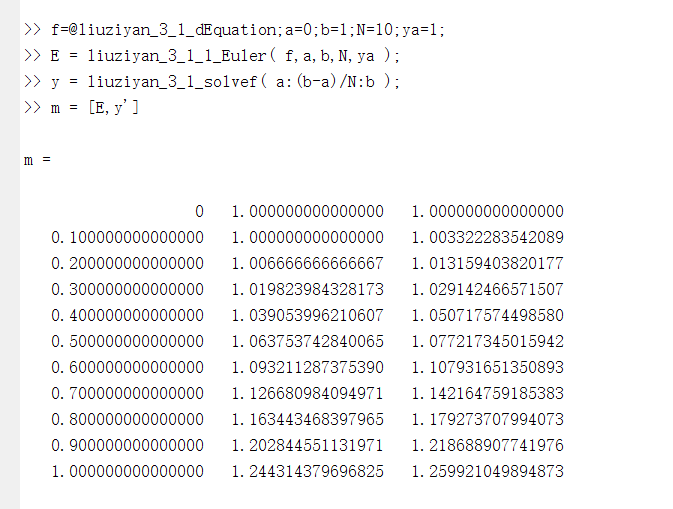 >> f=@liuziyan_3_1_dEquation;a=0;b=1;N=10;ya=1;
>> E = liuziyan_3_1_1_Euler( f,a,b,N,ya );
>> y = liuziyan_3_1_solvef( a:(b-a)/N:b );
>> m = [E,y']
m =
0 1.000000000000000 1.000000000000000
0.100000000000000 1.000000000000000 1.003322283542089
0.200000000000000 1.006666666666667 1.013159403820177
0.300000000000000 1.019823984328173 1.029142466571507
0.400000000000000 1.039053996210607 1.050717574498580
0.500000000000000 1.063753742840065 1.077217345015942
0.600000000000000 1.093211287375390 1.107931651350893
0.700000000000000 1.126680984094971 1.142164759185383
0.800000000000000 1.163443468397965 1.179273707994073
0.900000000000000 1.202844551131971 1.218688907741976
1.000000000000000 1.244314379696825 1.259921049894873